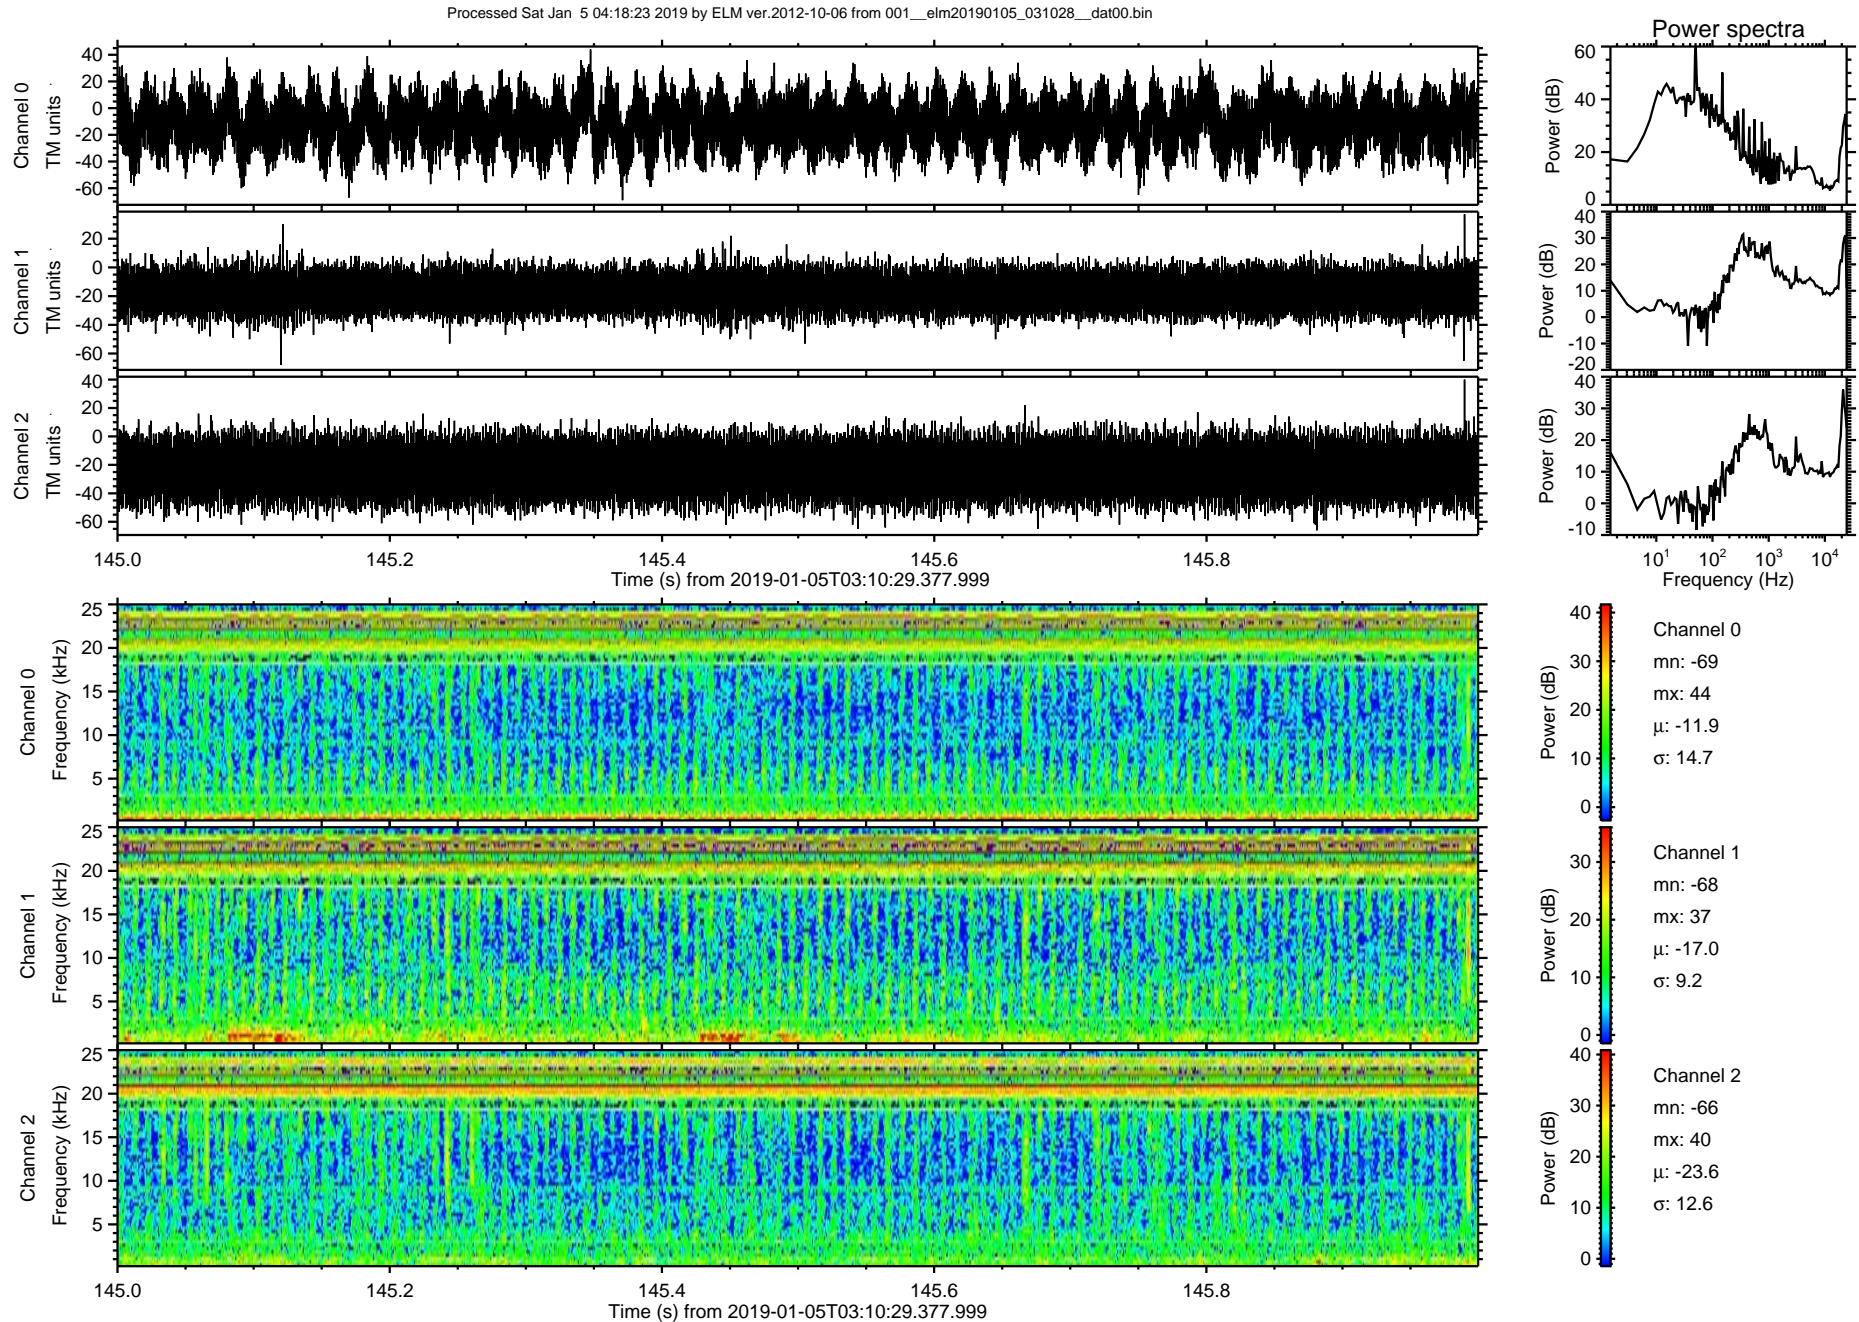 Processed Sat Jan  5 04:18:23 2019 by ELM ver.2012-10-06 from 001__elm20190105_031028__dat00.bin
Power spectra
Channel 0
TM units
40
20
0
-20
-40
-60
Power (dB)
60
40
20
0
Channel 1
TM units
20
0
-20
-40
-60
Power (dB)
40
30
20
10
0
-10
-20
Channel 2
TM units
40
20
0
-20
-40
-60
Power (dB)
40
30
20
10
0
-10
145.0 145.2 145.4 145.6 145.8
Time (s) from 2019-01-05T03:10:29.377.999
10¹ 10² 10³ 10⁴
Frequency (Hz)
Channel 0
Frequency (kHz)
25
20
15
10
5
Power (dB)
40
30
20
10
0
Channel 0
mn: -69
mx: 44
μ: -11.9
σ: 14.7
Channel 1
Frequency (kHz)
25
20
15
10
5
Power (dB)
30
20
10
0
Channel 1
mn: -68
mx: 37
μ: -17.0
σ: 9.2
Channel 2
Frequency (kHz)
25
20
15
10
5
Power (dB)
40
30
20
10
0
Channel 2
mn: -66
mx: 40
μ: -23.6
σ: 12.6
145.0 145.2 145.4 145.6 145.8
Time (s) from 2019-01-05T03:10:29.377.999